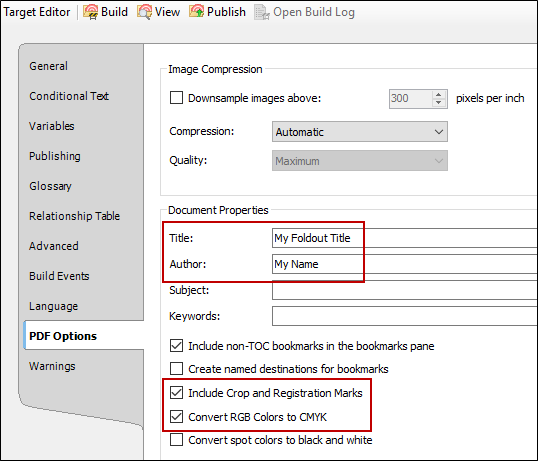 Target Editor Build View Publish Open Build Log
General
Conditional Text
Variables
Publishing
Glossary
Relationship Table
Advanced
Build Events
Language
PDF Options
Warnings
Image Compression
Downsample images above: 300 pixels per inch
Compression: Automatic
Quality: Maximum
Document Properties
Title: My Foldout Title
Author: My Name
Subject:
Keywords:
Include non-TOC bookmarks in the bookmarks pane
Create named destinations for bookmarks
Include Crop and Registration Marks
Convert RGB Colors to CMYK
Convert spot colors to black and white